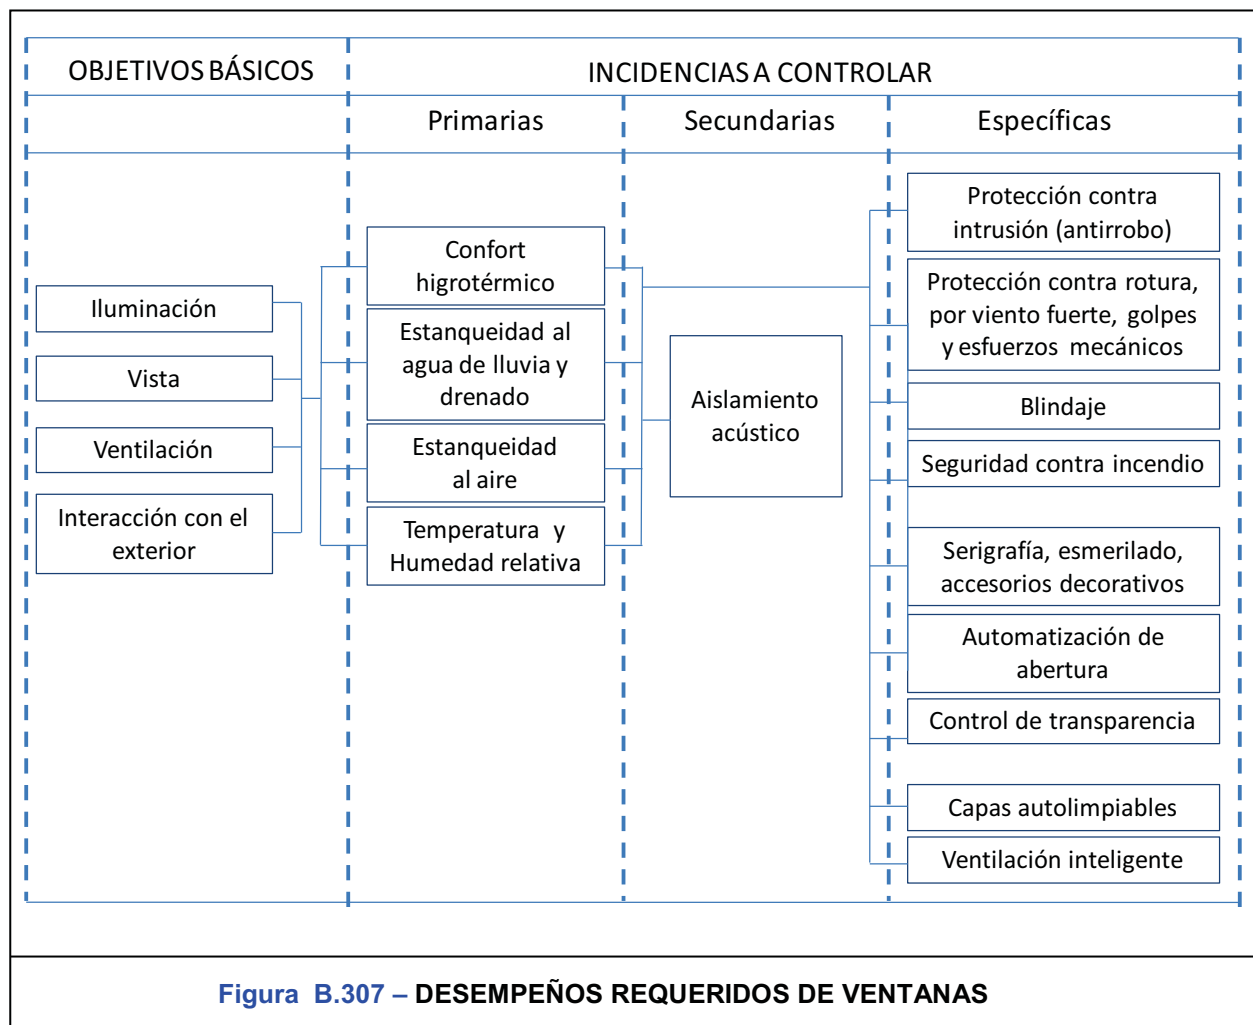 OBJETIVOS BÁSICOS
INCIDENCIAS A CONTROLAR
Primarias
Secundarias
Específicas
Iluminación
Vista
Ventilación
Interacción con el
exterior
Confort
higrotérmico
Estanqueidad al
agua de lluvia y
drenado
Estanqueidad
al aire
Temperatura y
Humedad relativa
Aislamiento
acústico
Protección contra
intrusión (antirrobo)
Protección contra rotura,
por viento fuerte, golpes
y esfuerzos mecánicos
Blindaje
Seguridad contra incendio
Serigrafía, esmerilado,
accesorios decorativos
Automatización de
abertura
Control de transparencia
Capas autolimpiables
Ventilación inteligente
Figura B.307 – DESEMPEÑOS REQUERIDOS DE VENTANAS